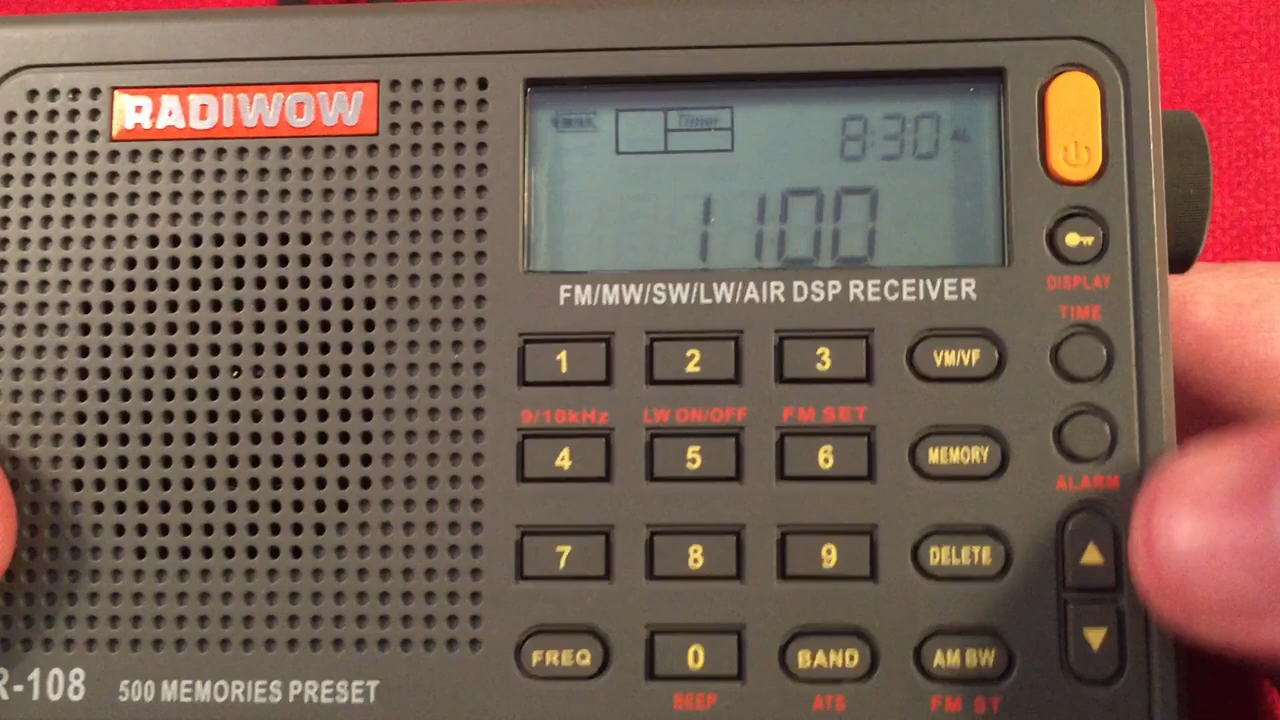 RADIWOW
Timer
8:30 AL
1100
FM/MW/SW/LW/AIR DSP RECEIVER
DISPLAY
TIME
1 2 3 VM/VF
9/10kHz LW ON/OFF FM SET
4 5 6 MEMORY
ALARM
7 8 9 DELETE
FREQ 0 BAND AM BW
R-108 500 MEMORIES PRESET
BEEP ATS FM ST